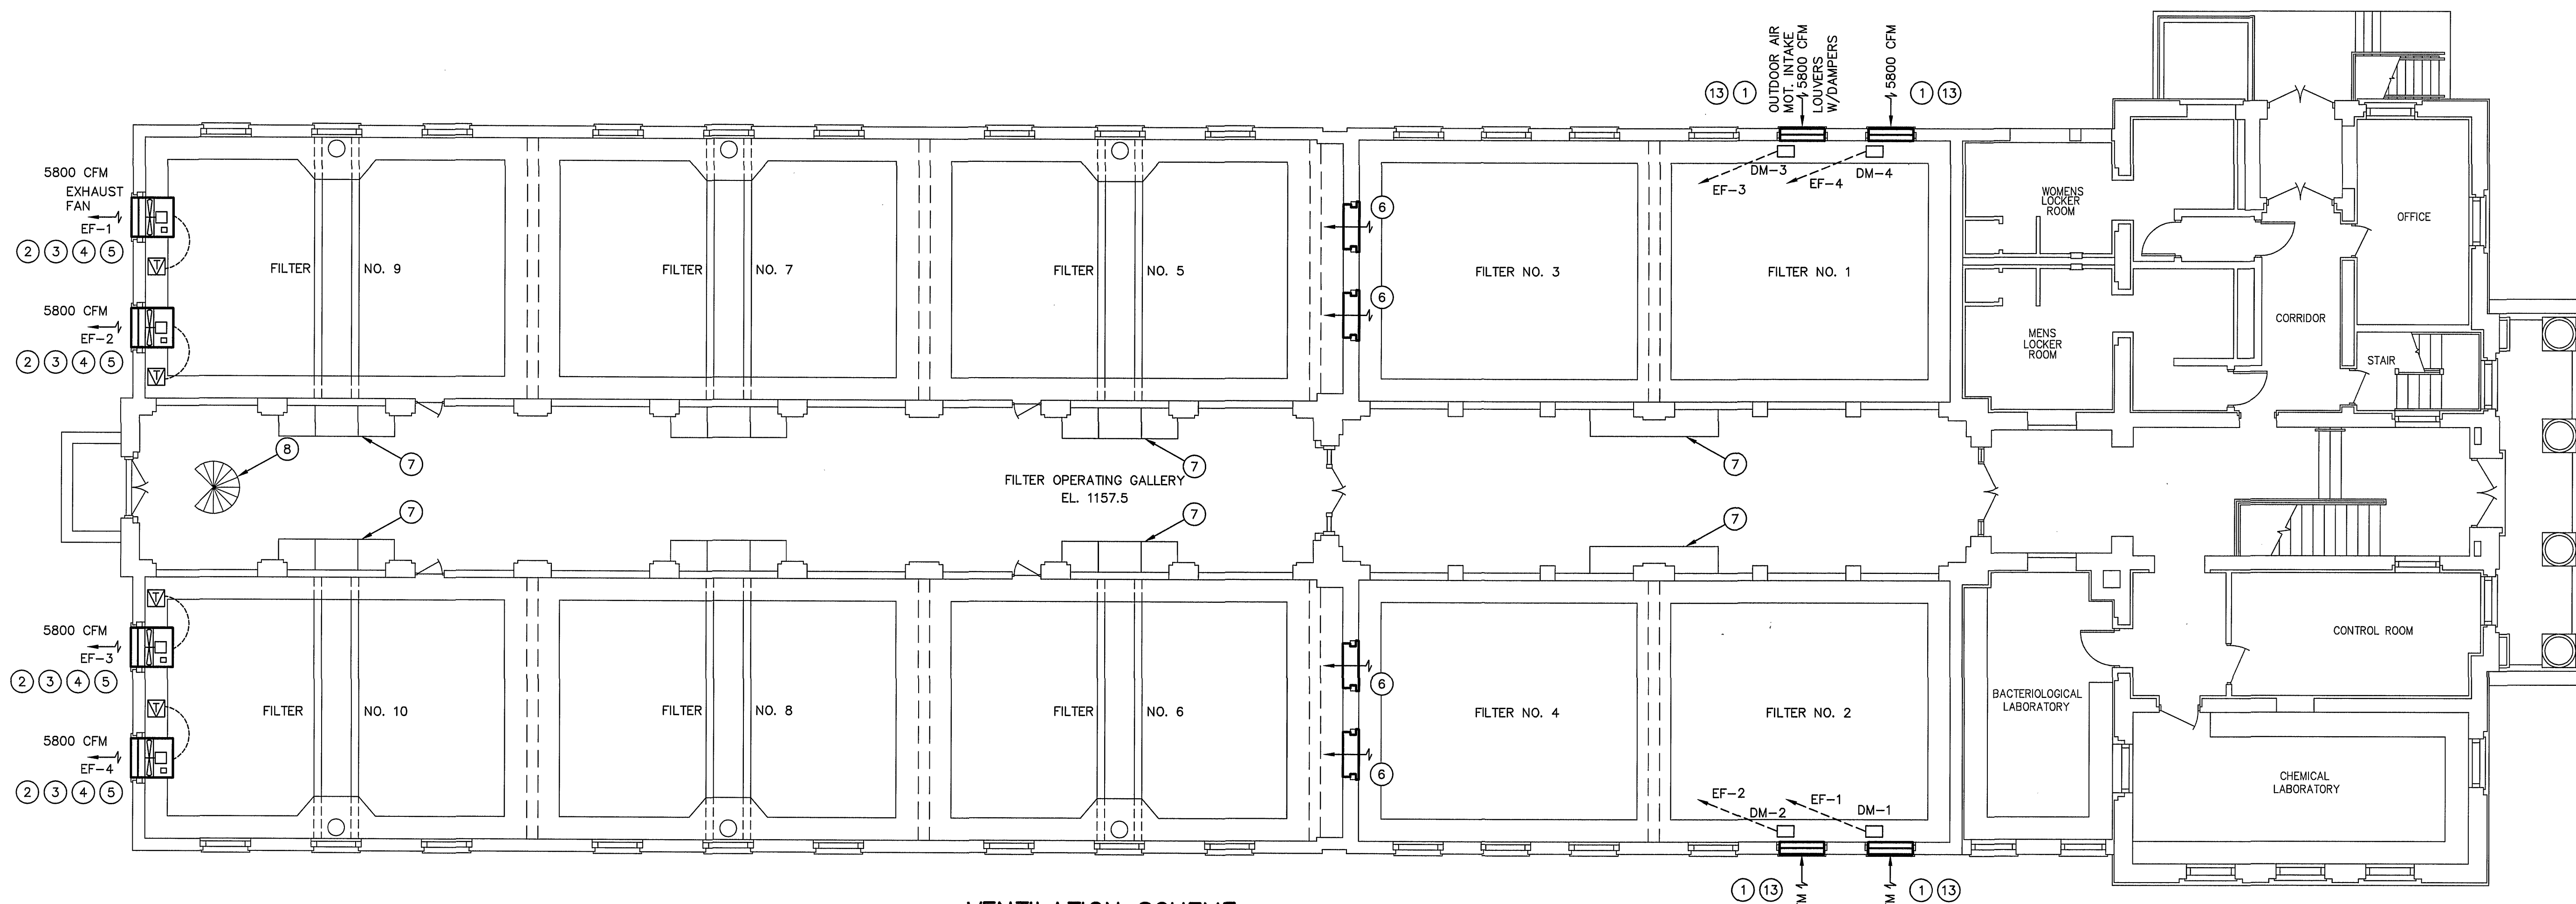 OUTDOOR AIR
MOT. INTAKE
5800 CFM
LOUVERS
W/DAMPERS
5800 CFM
13 1
1 13
5800 CFM
EXHAUST
FAN
EF-1
2 3 4 5
5800 CFM
EF-2
2 3 4 5
FILTER NO. 9
FILTER NO. 7
FILTER NO. 5
6
6
FILTER NO. 3
FILTER NO. 1
EF-3
DM-3
EF-4
DM-4
WOMENS
LOCKER
ROOM
MENS
LOCKER
ROOM
OFFICE
CORRIDOR
STAIR
8
7
7
7
FILTER OPERATING GALLERY
EL. 1157.5
7
7
7
5800 CFM
EF-3
2 3 4 5
5800 CFM
EF-4
2 3 4 5
FILTER NO. 10
FILTER NO. 8
FILTER NO. 6
6
6
FILTER NO. 4
FILTER NO. 2
EF-2
DM-2
EF-1
DM-1
BACTERIOLOGICAL
LABORATORY
CONTROL ROOM
CHEMICAL
LABORATORY
1 13
1 13
VENTILATION SCHEME
T
T
T
T